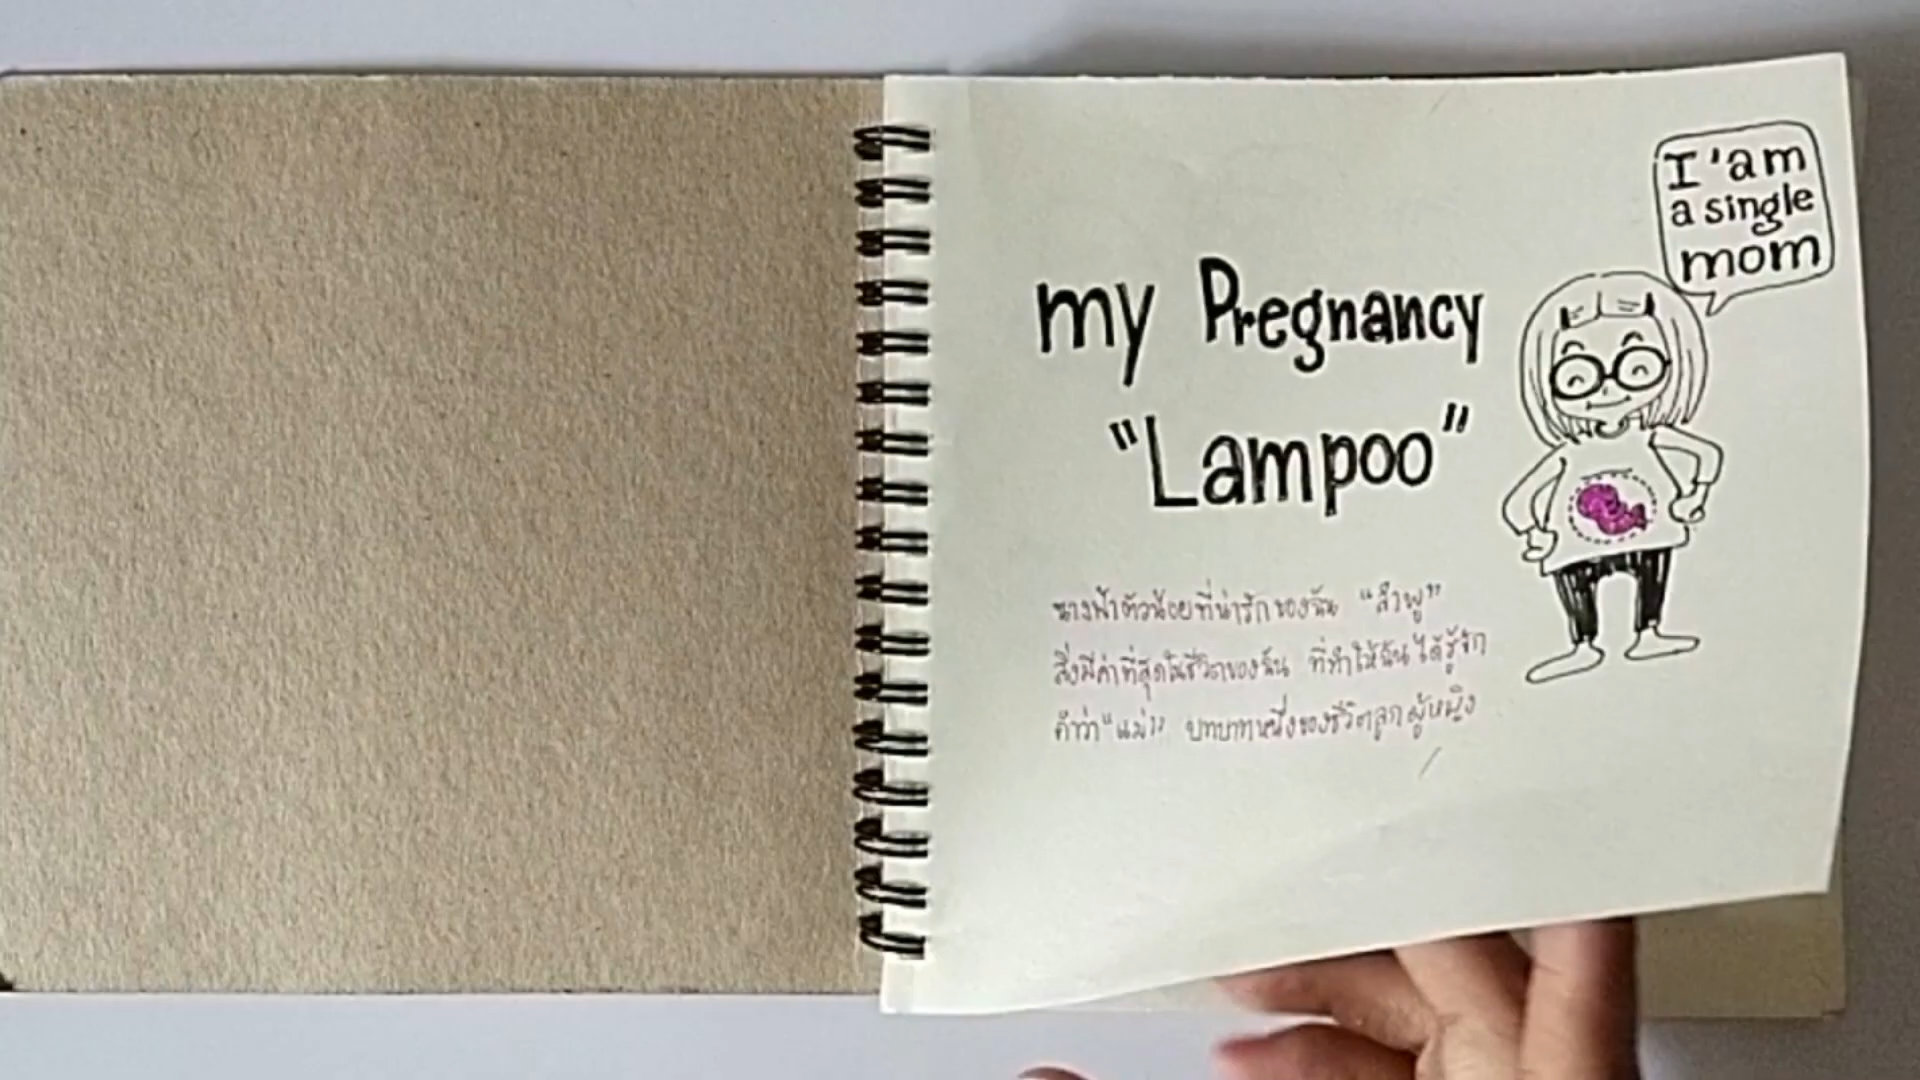 I'am
a single
mom
my Pregnancy
"Lampoo"
นางฟ้าตัวน้อยที่น่ารักของฉัน "ลำพู"
สิ่งมีค่าที่สุดในชีวิตของฉัน ที่ทำให้ฉันได้รู้จัก
คำว่า "แม่" บทบาทหนึ่งของชีวิตลูกผู้หญิง